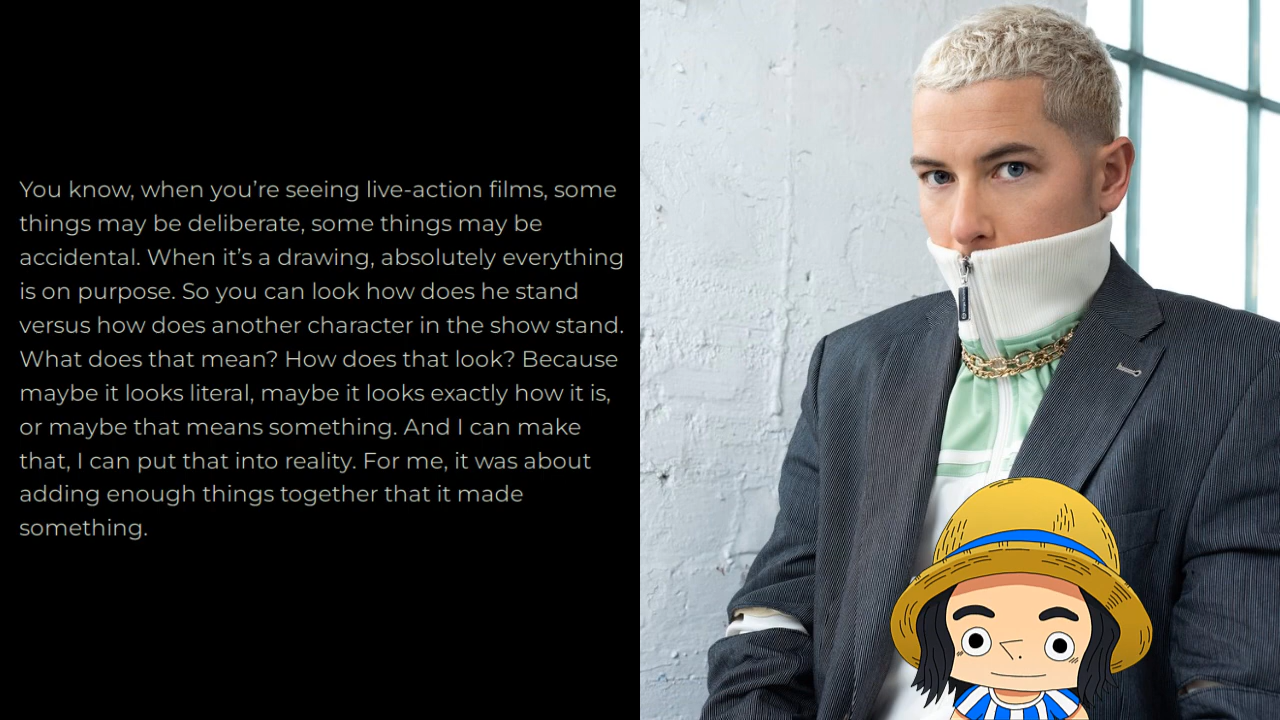 You know, when you’re seeing live-action films, some
things may be deliberate, some things may be
accidental. When it’s a drawing, absolutely everything
is on purpose. So you can look how does he stand
versus how does another character in the show stand.
What does that mean? How does that look? Because
maybe it looks literal, maybe it looks exactly how it is,
or maybe that means something. And I can make
that, I can put that into reality. For me, it was about
adding enough things together that it made
something.